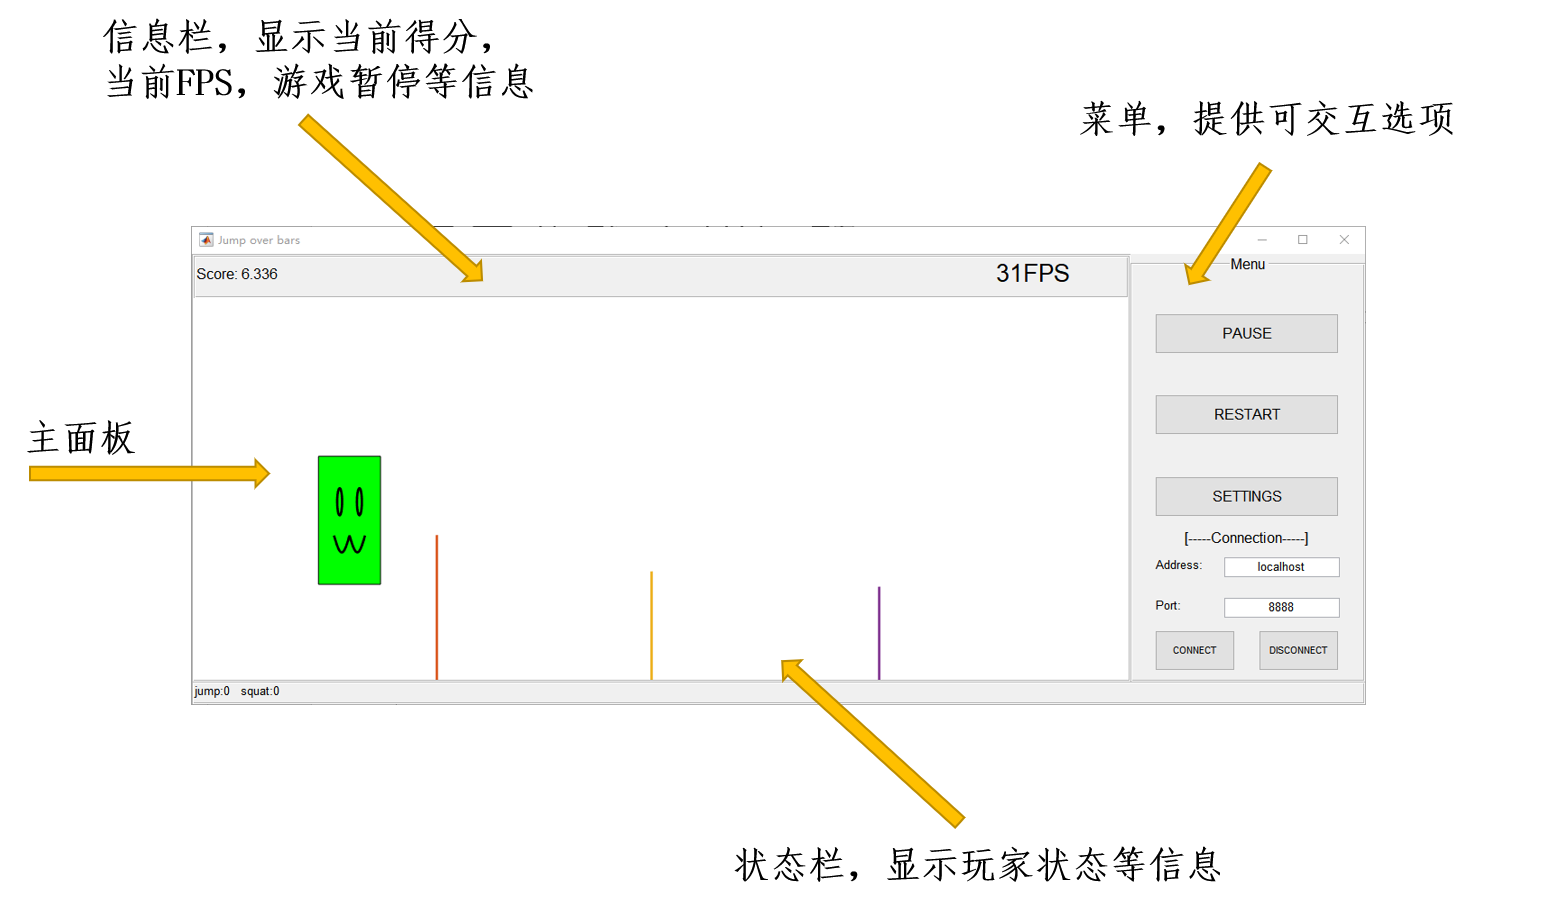 信息栏，显示当前得分，
当前FPS，游戏暂停等信息
菜单，提供可交互选项
Jump over bars
Score: 6.336
31FPS
Menu
PAUSE
RESTART
主面板
SETTINGS
[-----Connection-----]
Address: localhost
Port: 8888
CONNECT DISCONNECT
jump:0 squat:0
状态栏，显示玩家状态等信息